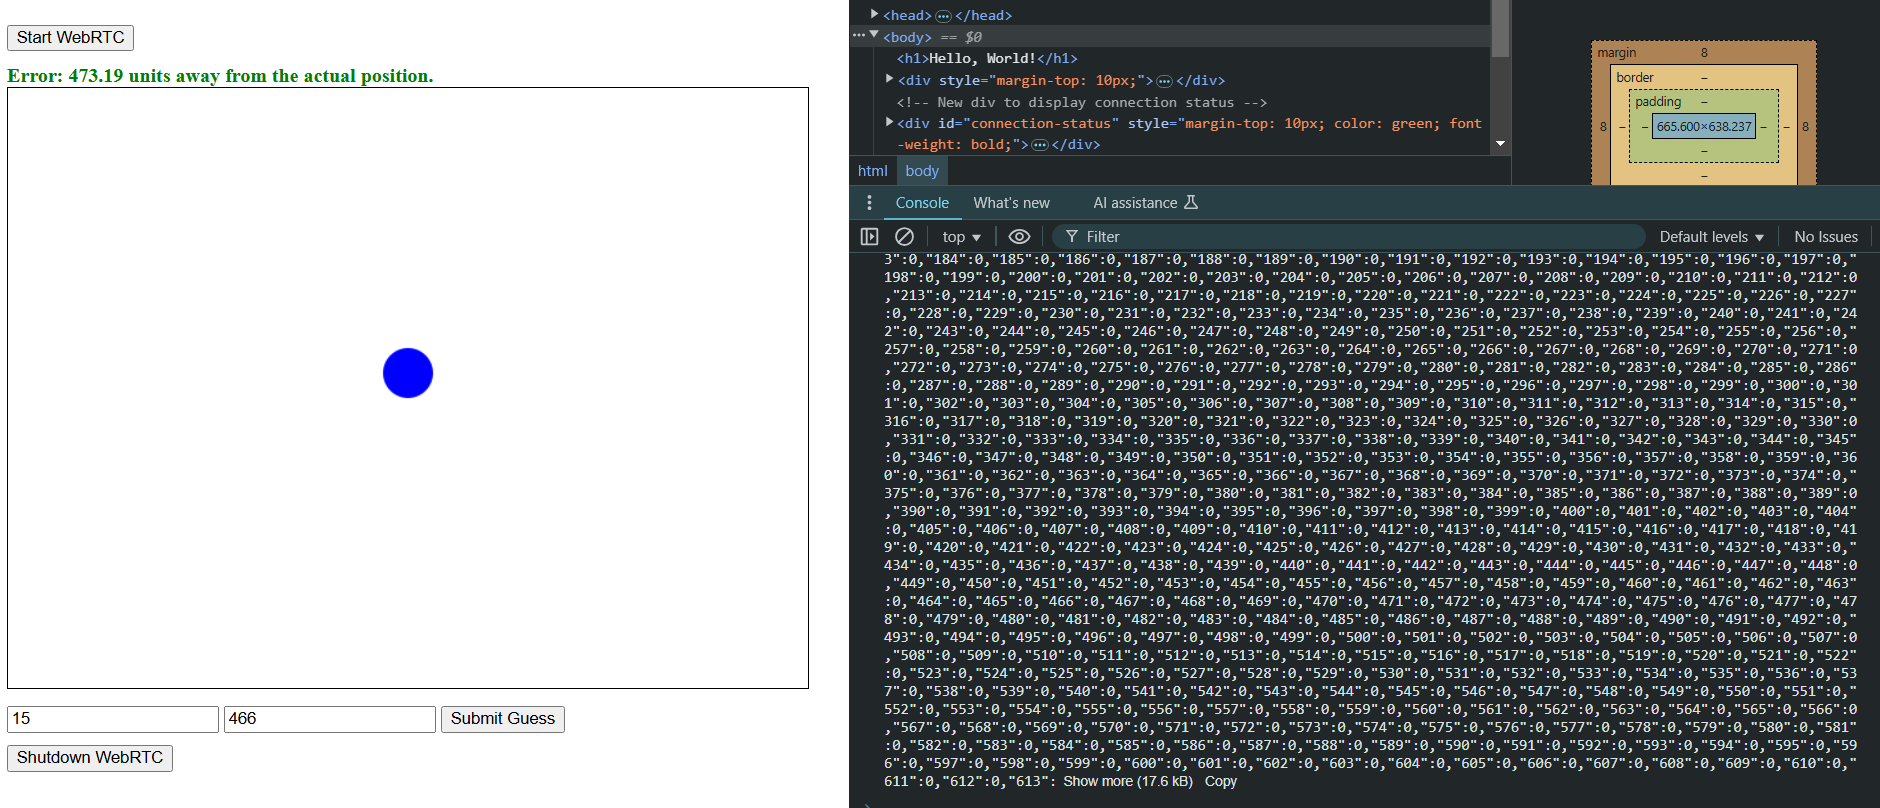 Start WebRTC
Error: 473.19 units away from the actual position.
15
466
Submit Guess
Shutdown WebRTC
<head> ··· </head>
··· <body> == $0
<h1>Hello, World!</h1>
<div style="margin-top: 10px;"> ··· </div>
<!-- New div to display connection status -->
<div id="connection-status" style="margin-top: 10px; color: green; font
-weight: bold;"> ··· </div>
html body
margin 8
border –
padding –
8 – – 665.600×638.237 – – 8
–
–
Console What's new AI assistance
top Filter Default levels No Issues
3":0,"184":0,"185":0,"186":0,"187":0,"188":0,"189":0,"190":0,"191":0,"192":0,"193":0,"194":0,"195":0,"196":0,"197":0,"
198":0,"199":0,"200":0,"201":0,"202":0,"203":0,"204":0,"205":0,"206":0,"207":0,"208":0,"209":0,"210":0,"211":0,"212":0
,"213":0,"214":0,"215":0,"216":0,"217":0,"218":0,"219":0,"220":0,"221":0,"222":0,"223":0,"224":0,"225":0,"226":0,"227"
:0,"228":0,"229":0,"230":0,"231":0,"232":0,"233":0,"234":0,"235":0,"236":0,"237":0,"238":0,"239":0,"240":0,"241":0,"24
2":0,"243":0,"244":0,"245":0,"246":0,"247":0,"248":0,"249":0,"250":0,"251":0,"252":0,"253":0,"254":0,"255":0,"256":0,"
257":0,"258":0,"259":0,"260":0,"261":0,"262":0,"263":0,"264":0,"265":0,"266":0,"267":0,"268":0,"269":0,"270":0,"271":0
,"272":0,"273":0,"274":0,"275":0,"276":0,"277":0,"278":0,"279":0,"280":0,"281":0,"282":0,"283":0,"284":0,"285":0,"286"
:0,"287":0,"288":0,"289":0,"290":0,"291":0,"292":0,"293":0,"294":0,"295":0,"296":0,"297":0,"298":0,"299":0,"300":0,"30
1":0,"302":0,"303":0,"304":0,"305":0,"306":0,"307":0,"308":0,"309":0,"310":0,"311":0,"312":0,"313":0,"314":0,"315":0,"
316":0,"317":0,"318":0,"319":0,"320":0,"321":0,"322":0,"323":0,"324":0,"325":0,"326":0,"327":0,"328":0,"329":0,"330":0
,"331":0,"332":0,"333":0,"334":0,"335":0,"336":0,"337":0,"338":0,"339":0,"340":0,"341":0,"342":0,"343":0,"344":0,"345"
:0,"346":0,"347":0,"348":0,"349":0,"350":0,"351":0,"352":0,"353":0,"354":0,"355":0,"356":0,"357":0,"358":0,"359":0,"36
0":0,"361":0,"362":0,"363":0,"364":0,"365":0,"366":0,"367":0,"368":0,"369":0,"370":0,"371":0,"372":0,"373":0,"374":0,"
375":0,"376":0,"377":0,"378":0,"379":0,"380":0,"381":0,"382":0,"383":0,"384":0,"385":0,"386":0,"387":0,"388":0,"389":0
,"390":0,"391":0,"392":0,"393":0,"394":0,"395":0,"396":0,"397":0,"398":0,"399":0,"400":0,"401":0,"402":0,"403":0,"404"
:0,"405":0,"406":0,"407":0,"408":0,"409":0,"410":0,"411":0,"412":0,"413":0,"414":0,"415":0,"416":0,"417":0,"418":0,"41
9":0,"420":0,"421":0,"422":0,"423":0,"424":0,"425":0,"426":0,"427":0,"428":0,"429":0,"430":0,"431":0,"432":0,"433":0,"
434":0,"435":0,"436":0,"437":0,"438":0,"439":0,"440":0,"441":0,"442":0,"443":0,"444":0,"445":0,"446":0,"447":0,"448":0
,"449":0,"450":0,"451":0,"452":0,"453":0,"454":0,"455":0,"456":0,"457":0,"458":0,"459":0,"460":0,"461":0,"462":0,"463"
:0,"464":0,"465":0,"466":0,"467":0,"468":0,"469":0,"470":0,"471":0,"472":0,"473":0,"474":0,"475":0,"476":0,"477":0,"47
8":0,"479":0,"480":0,"481":0,"482":0,"483":0,"484":0,"485":0,"486":0,"487":0,"488":0,"489":0,"490":0,"491":0,"492":0,"
493":0,"494":0,"495":0,"496":0,"497":0,"498":0,"499":0,"500":0,"501":0,"502":0,"503":0,"504":0,"505":0,"506":0,"507":0
,"508":0,"509":0,"510":0,"511":0,"512":0,"513":0,"514":0,"515":0,"516":0,"517":0,"518":0,"519":0,"520":0,"521":0,"522"
:0,"523":0,"524":0,"525":0,"526":0,"527":0,"528":0,"529":0,"530":0,"531":0,"532":0,"533":0,"534":0,"535":0,"536":0,"53
7":0,"538":0,"539":0,"540":0,"541":0,"542":0,"543":0,"544":0,"545":0,"546":0,"547":0,"548":0,"549":0,"550":0,"551":0,"
552":0,"553":0,"554":0,"555":0,"556":0,"557":0,"558":0,"559":0,"560":0,"561":0,"562":0,"563":0,"564":0,"565":0,"566":0
,"567":0,"568":0,"569":0,"570":0,"571":0,"572":0,"573":0,"574":0,"575":0,"576":0,"577":0,"578":0,"579":0,"580":0,"581"
:0,"582":0,"583":0,"584":0,"585":0,"586":0,"587":0,"588":0,"589":0,"590":0,"591":0,"592":0,"593":0,"594":0,"595":0,"59
6":0,"597":0,"598":0,"599":0,"600":0,"601":0,"602":0,"603":0,"604":0,"605":0,"606":0,"607":0,"608":0,"609":0,"610":0,"
611":0,"612":0,"613": Show more (17.6 kB) Copy